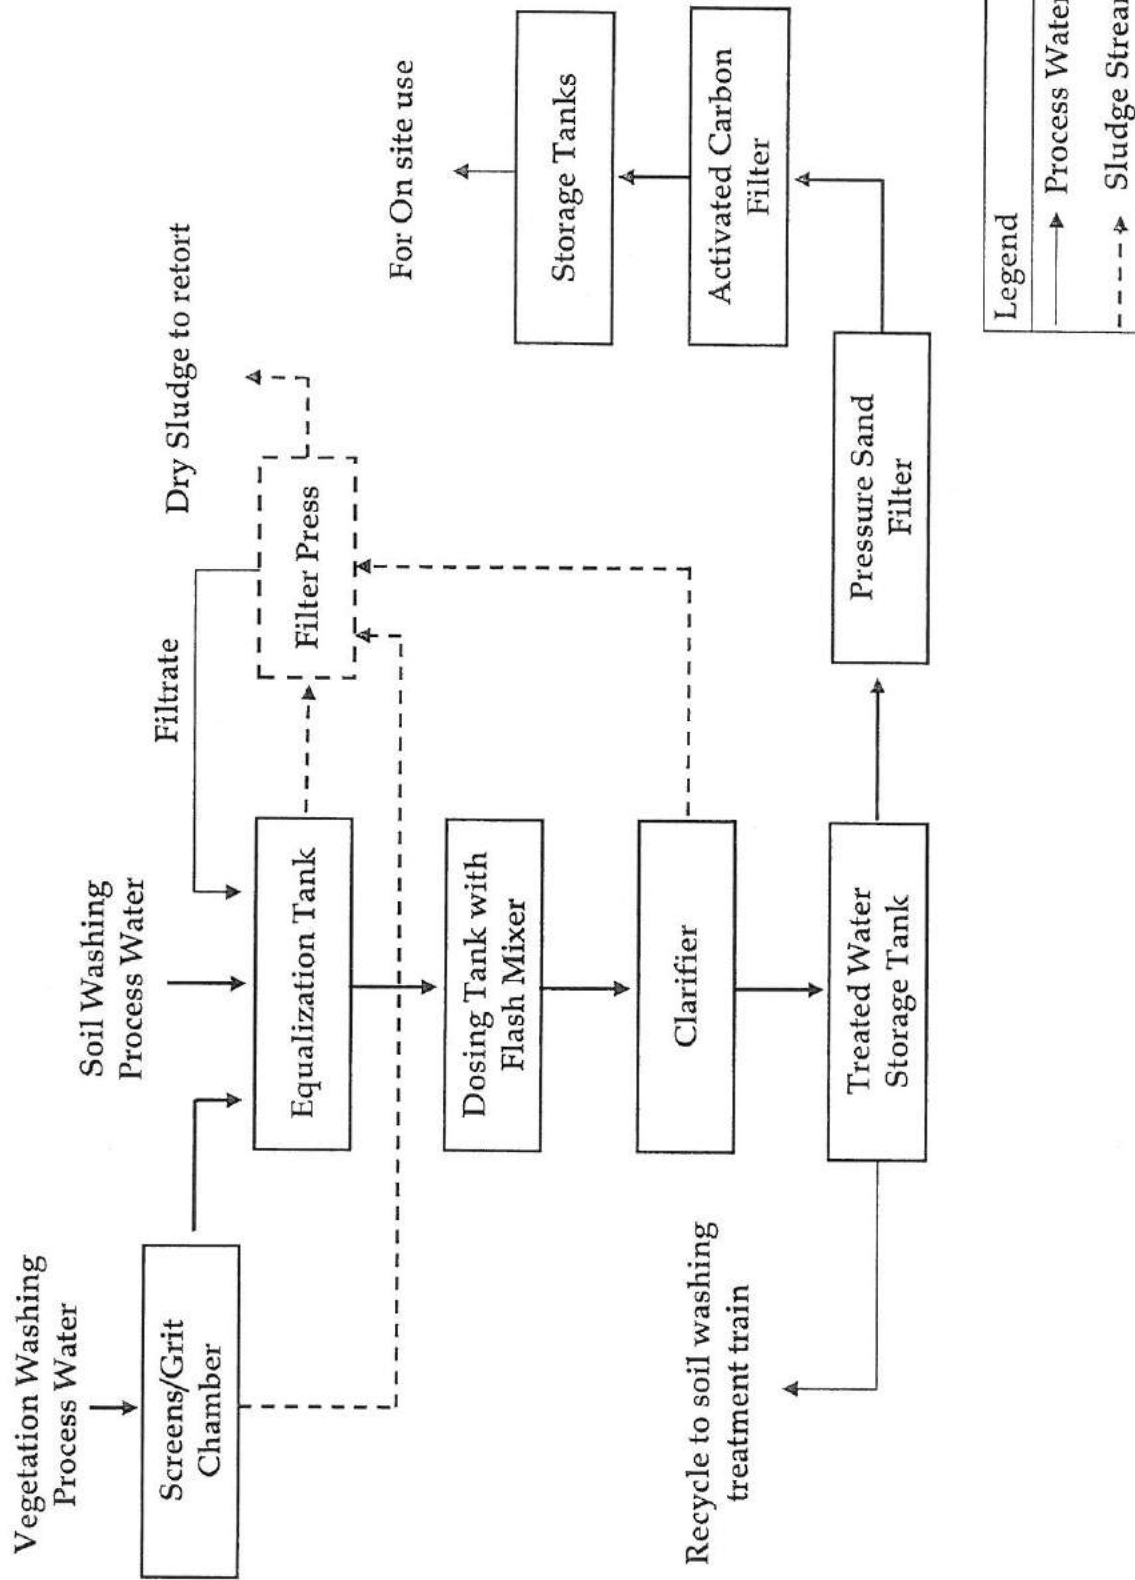 Vegetation Washing
Process Water
Screens/Grit
Chamber
Soil Washing
Process Water
Filtrate
Dry Sludge to retort
Equalization Tank
Filter Press
For On site use
Dosing Tank with
Flash Mixer
Storage Tanks
Clarifier
Activated Carbon
Filter
Recycle to soil washing
treatment train
Treated Water
Storage Tank
Pressure Sand
Filter
Legend
Process Water
Sludge Strea